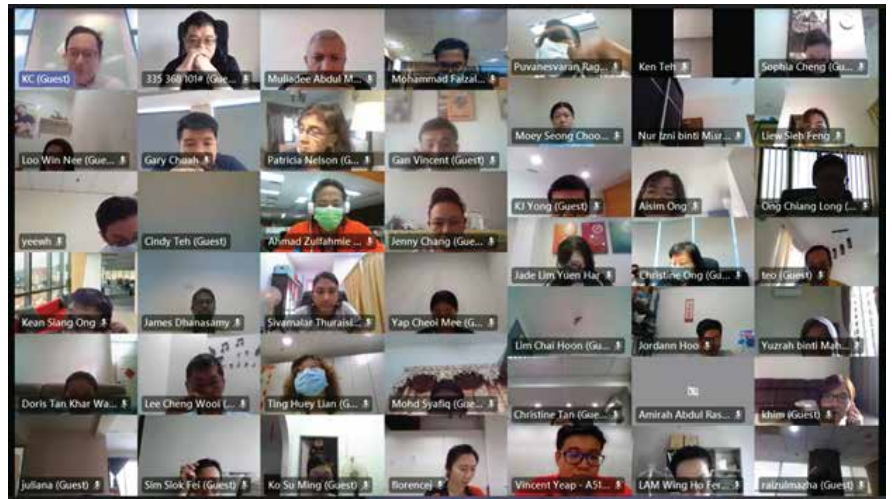 KC (Guest)
335 368 101# (Gue...
Muliadee Abdul M...
Mohammad Faizal...
Puvanesvaran Rag...
Ken Teh
Sophia Cheng (Gu...
Loo Win Nee (Gue...
Gary Chuah
Patricia Nelson (G...
Gan Vincent (Guest)
Moey Seong Choo...
Nur Izni binti Misr...
Liew Sieh Feng
yeewh
Cindy Teh (Guest)
Ahmad Zulfahmie ...
Jenny Chang (Gue...
KJ Yong (Guest)
Aisim Ong
Ong Chiang Long (...
Kean Siang Ong
James Dhanasamy
Sivamalar Thuraisi...
Yap Cheoi Mee (G...
Jade Lim Yuen Har
Christine Ong (Gu...
teo (Guest)
Doris Tan Khar Wa...
Lee Cheng Wooi (...
Ting Huey Lian (G...
Mohd Syafiq (Gue...
Lim Chai Hoon (Gu...
Jordann Hoo
Yuzrah binti Mah...
juliana (Guest)
Sim Siok Fei (Guest)
Ko Su Ming (Guest)
florencej
Christine Tan (Gue...
Amirah Abdul Ras...
khim (Guest)
Vincent Yeap - A51...
LAM Wing Ho Fer...
raizulmazha (Guest)